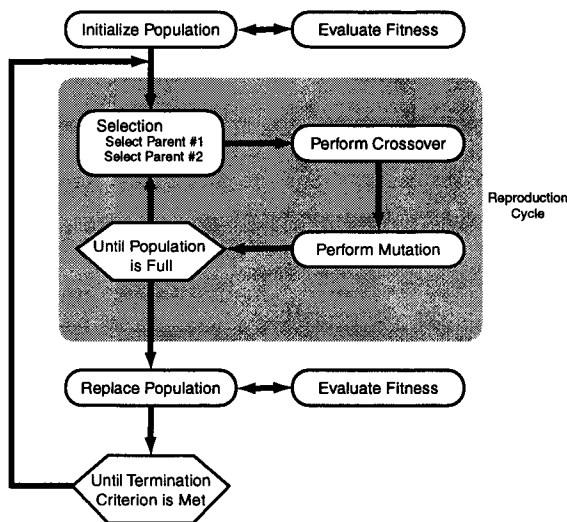 Initialize Population
Evaluate Fitness
Selection
Select Parent #1
Select Parent #2
Perform Crossover
Reproduction
Cycle
Until Population
is Full
Perform Mutation
Replace Population
Evaluate Fitness
Until Termination
Criterion is Met